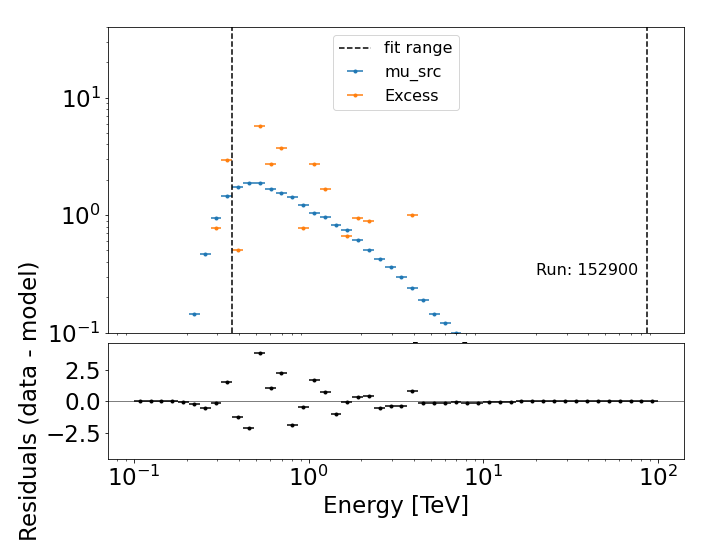 fit range
mu_src
Excess
10^1
10^0
10^{-1}
Run: 152900
Residuals (data - model)
2.5
0.0
−2.5
10^{-1}
10^0
10^1
10^2
Energy [TeV]